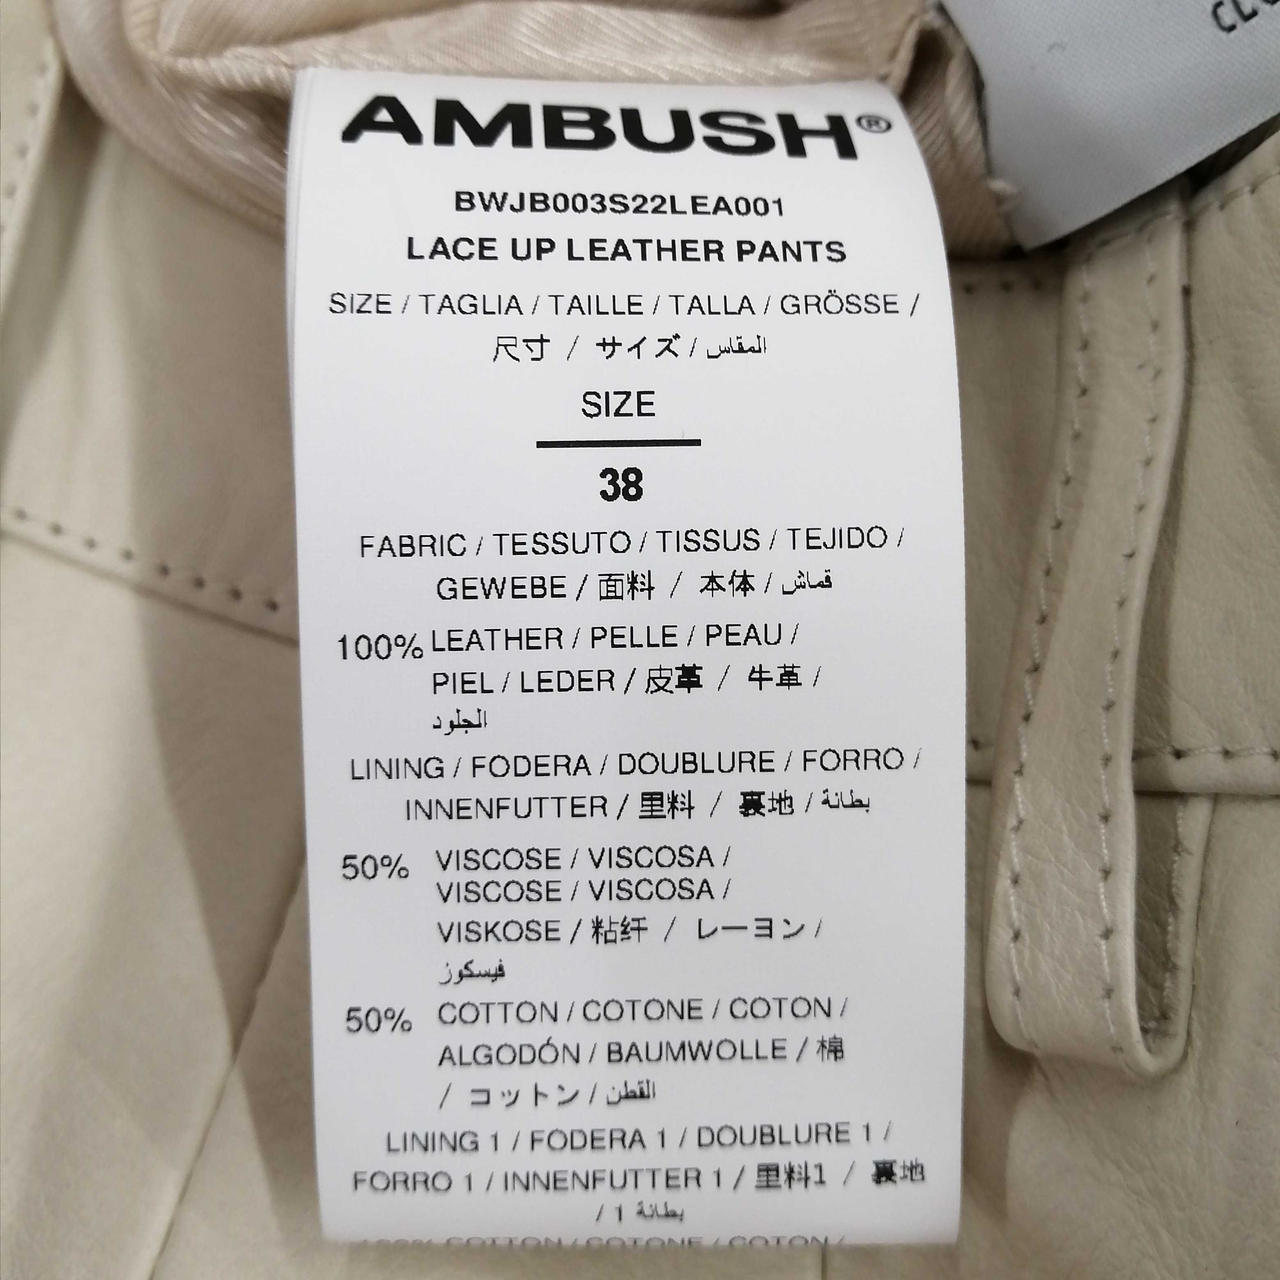 AMBUSH®
BWJB003S22LEA001
LACE UP LEATHER PANTS
SIZE / TAGLIA / TAILLE / TALLA / GRÖSSE /
尺寸 / サイズ / المقاس
SIZE
38
FABRIC / TESSUTO / TISSUS / TEJIDO /
GEWEBE / 面料 / 本体 / قماش
100% LEATHER / PELLE / PEAU /
PIEL / LEDER / 皮革 / 牛革 /
الجلود
LINING / FODERA / DOUBLURE / FORRO /
INNENFUTTER / 里料 / 裏地 / بطانة
50% VISCOSE / VISCOSA /
VISCOSE / VISCOSA /
VISKOSE / 粘纤 / レーヨン /
فيسكوز
50% COTTON / COTONE / COTON /
ALGODÓN / BAUMWOLLE / 棉
/ コットン / القطن
LINING 1 / FODERA 1 / DOUBLURE 1 /
FORRO 1 / INNENFUTTER 1 / 里料1 / 裏地
/ بطانة 1
100% COTTON / COTONE / COTON /